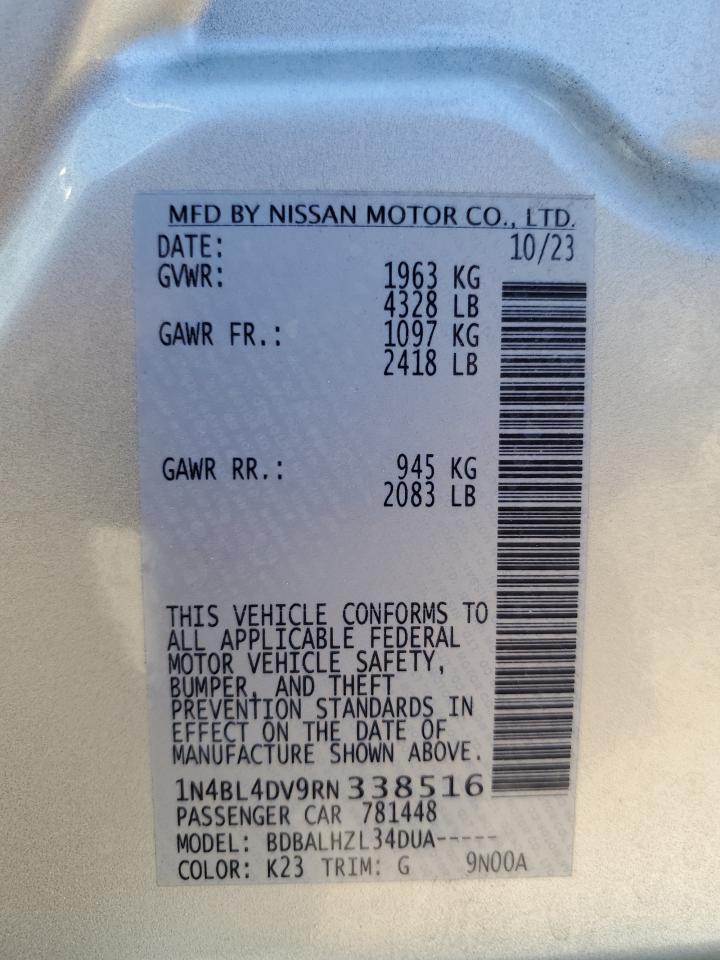 MFD BY NISSAN MOTOR CO., LTD.
DATE: 10/23
GVWR: 1963 KG
4328 LB
GAWR FR.: 1097 KG
2418 LB
GAWR RR.: 945 KG
2083 LB
THIS VEHICLE CONFORMS TO
ALL APPLICABLE FEDERAL
MOTOR VEHICLE SAFETY,
BUMPER, AND THEFT
PREVENTION STANDARDS IN
EFFECT ON THE DATE OF
MANUFACTURE SHOWN ABOVE.
1N4BL4DV9RN338516
PASSENGER CAR 781448
MODEL: BDBALHZL34DUA-----
COLOR: K23 TRIM: G 9N00A